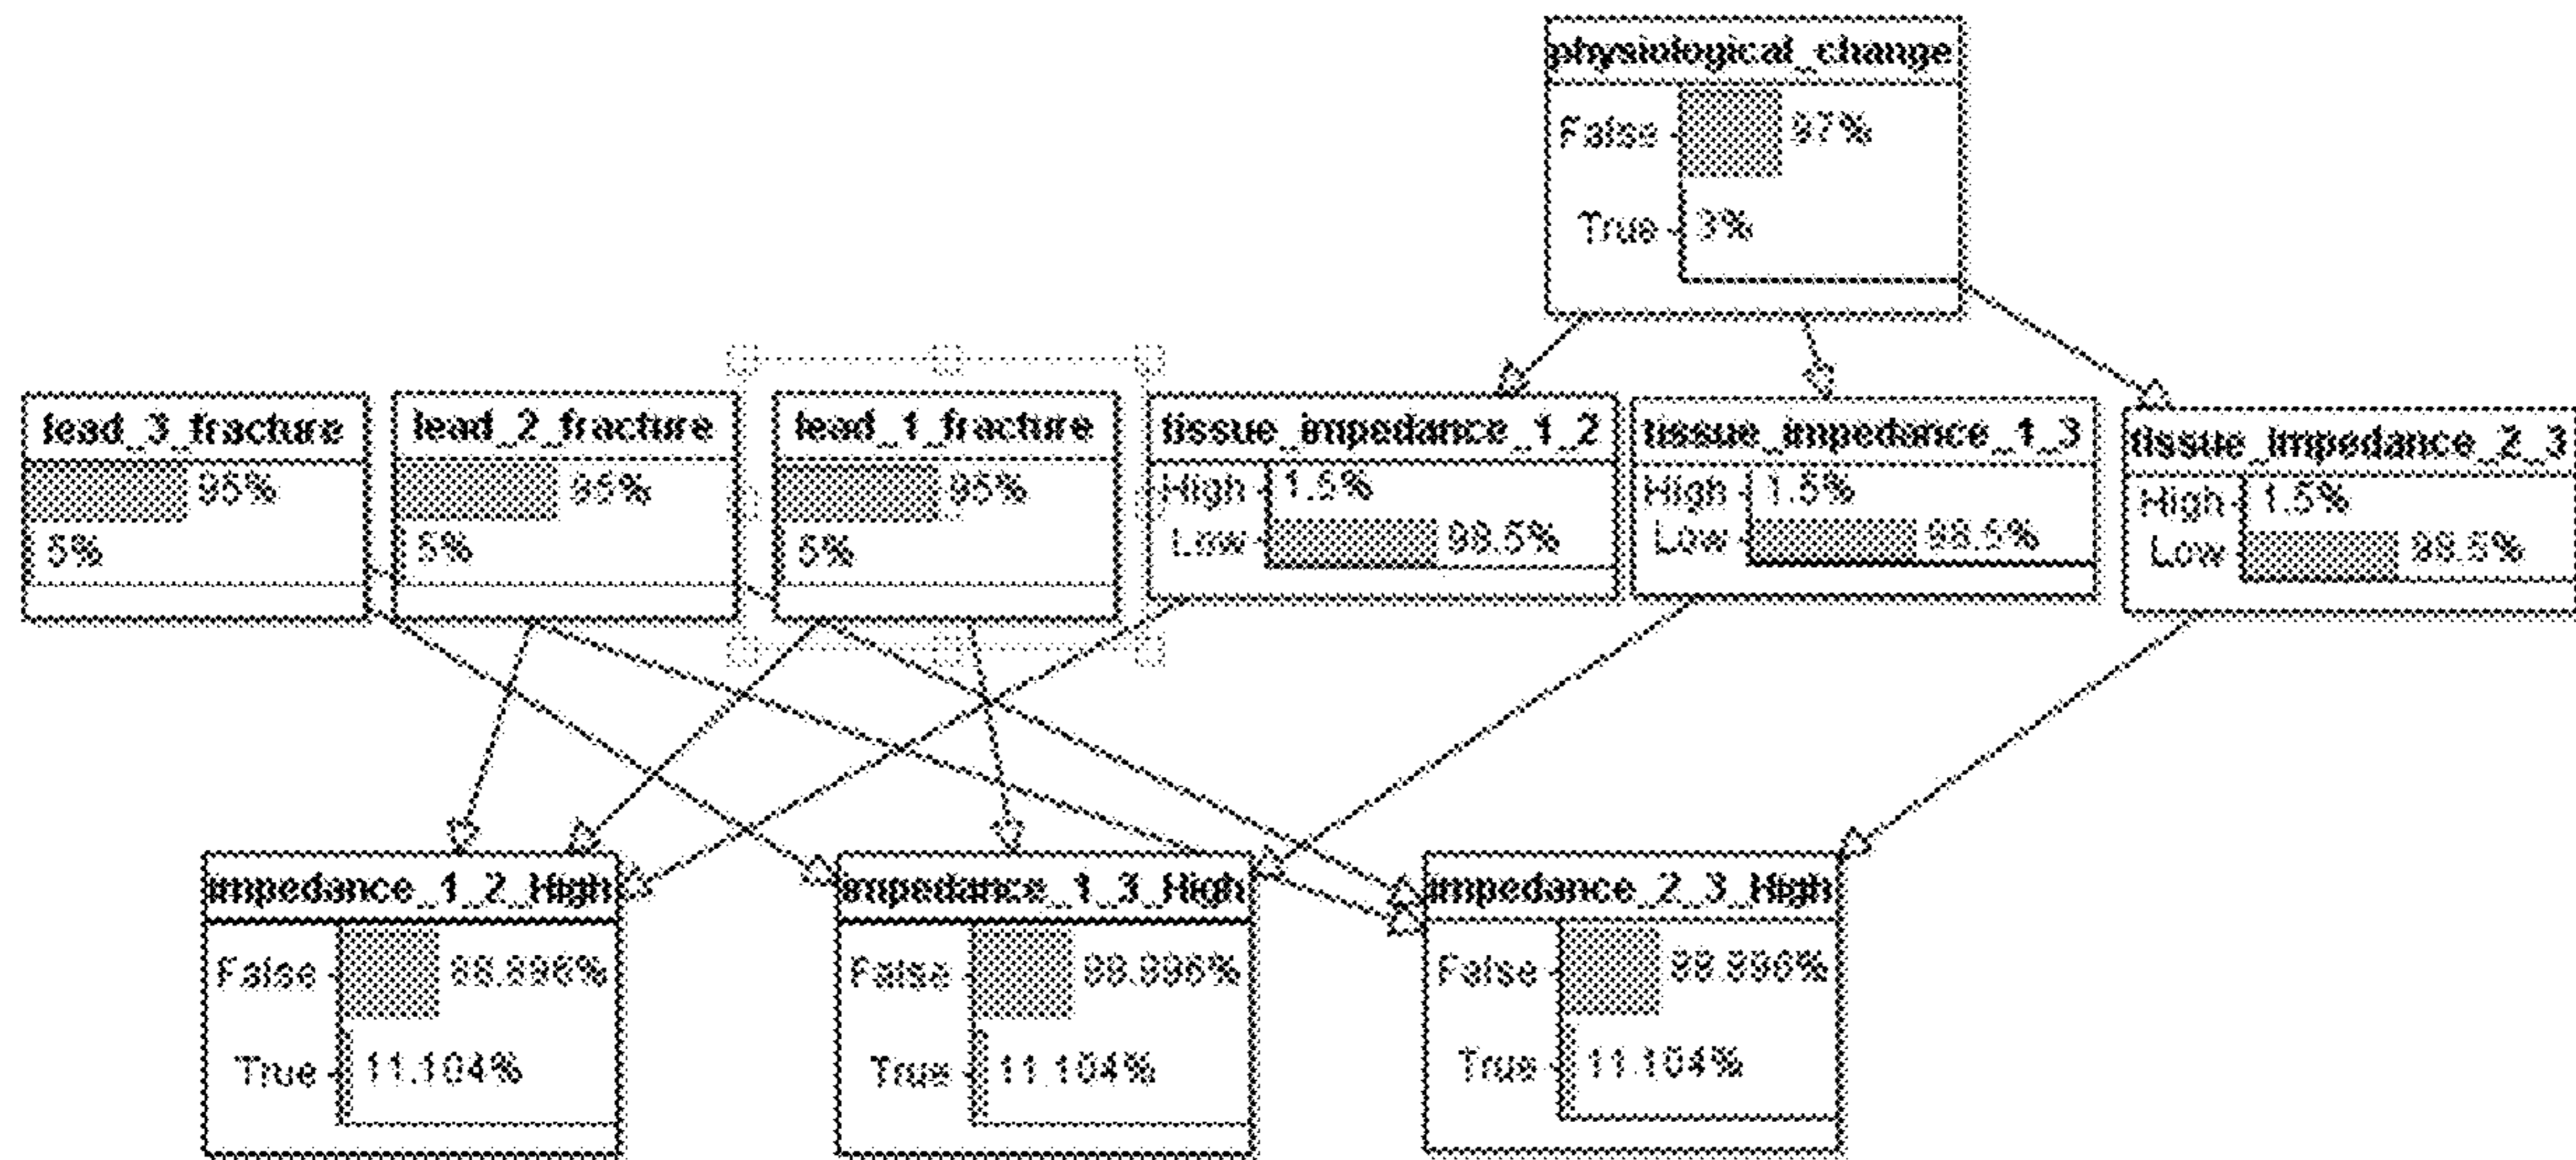 physiological_change
False 97%
True 3%
lead_3_fracture
95%
5%
lead_2_fracture
95%
5%
lead_1_fracture
95%
5%
tissue_impedance_1_2
High 1.5%
Low 98.5%
tissue_impedance_1_3
High 1.5%
Low 98.5%
tissue_impedance_2_3
High 1.5%
Low 98.5%
impedance_1_2_High
False 88.896%
True 11.104%
impedance_1_3_High
False 88.896%
True 11.104%
impedance_2_3_High
False 88.896%
True 11.104%